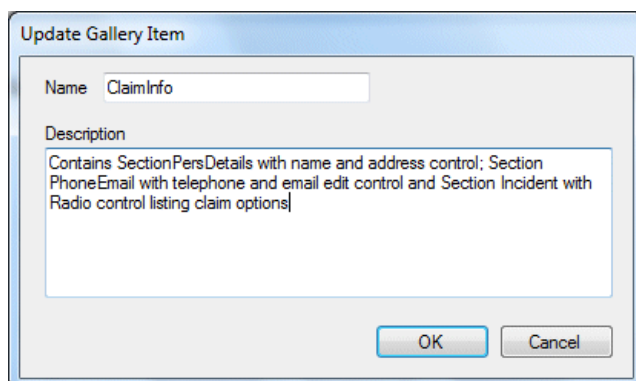 Update Gallery Item
Name ClaimInfo
Description
Contains SectionPersDetails with name and address control; Section
PhoneEmail with telephone and email edit control and Section Incident with
Radio control listing claim options
OK Cancel